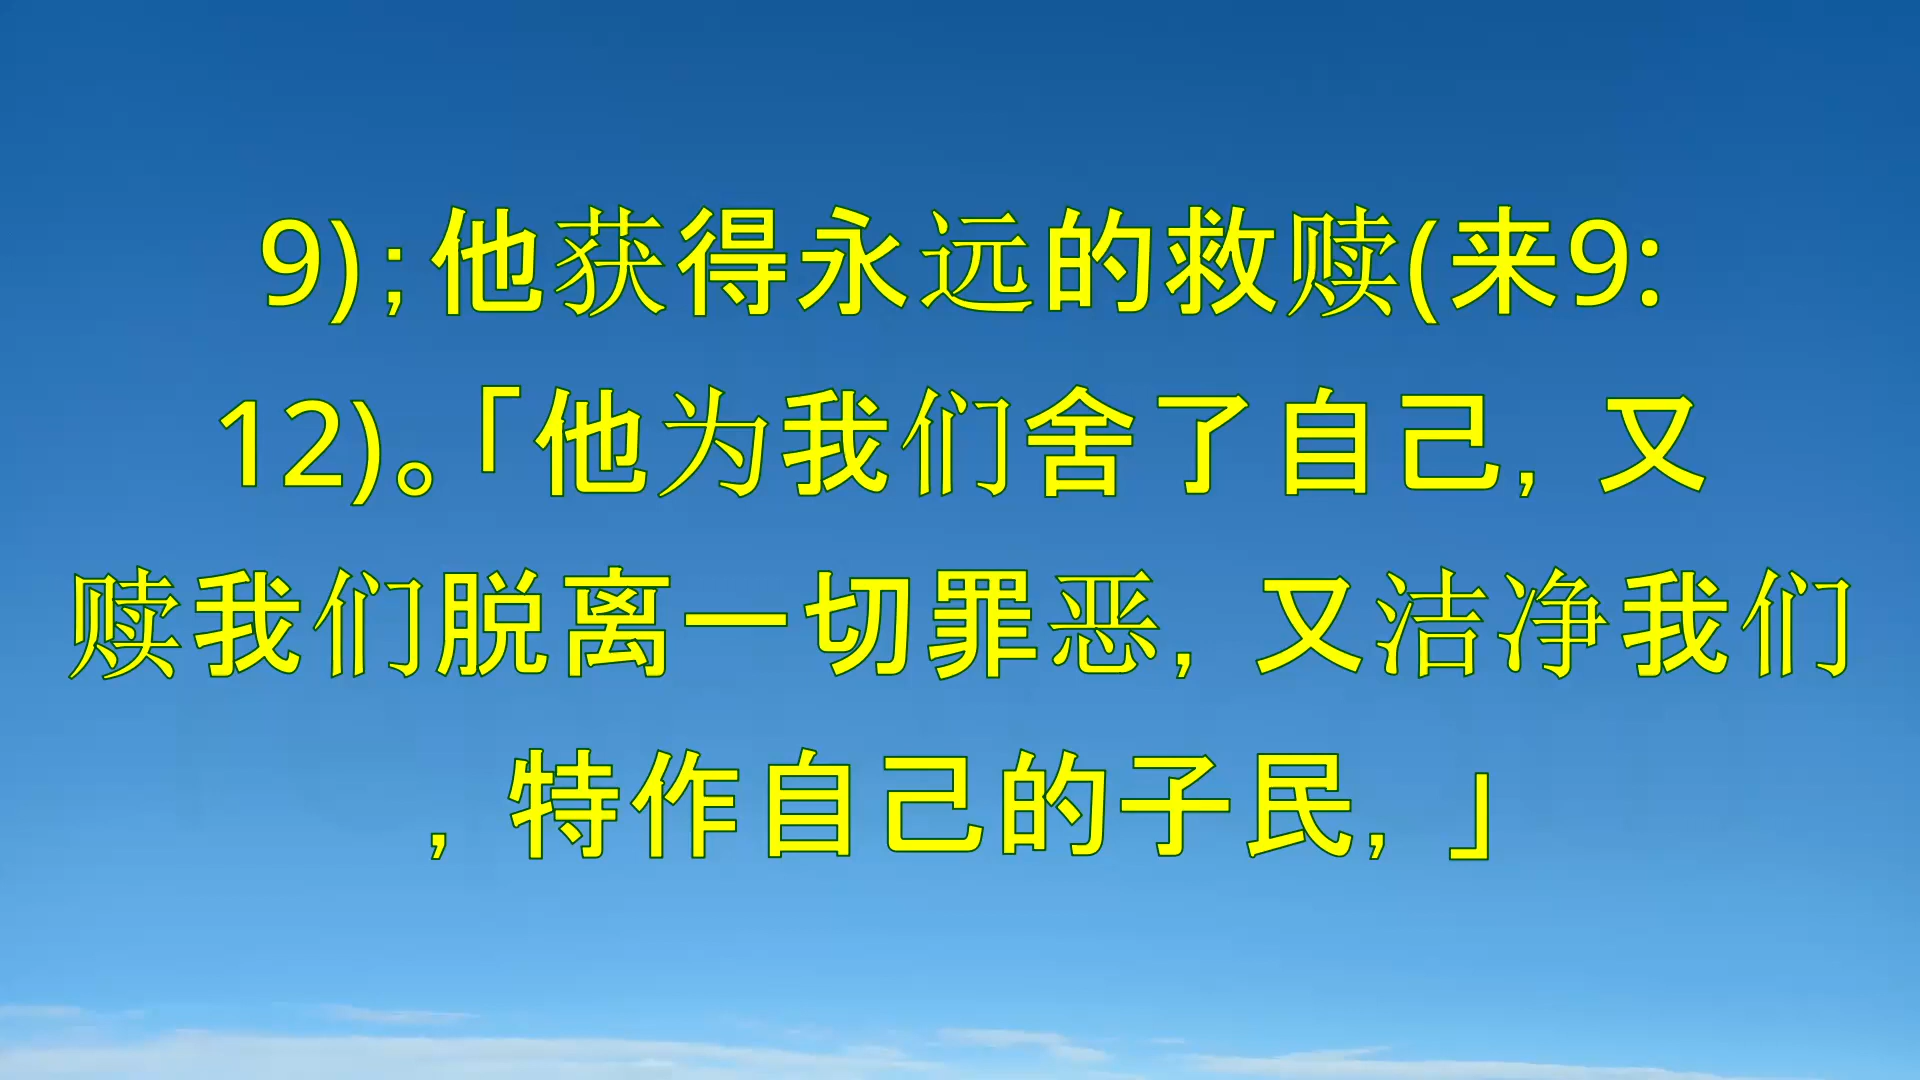 9);他获得永远的救赎(来9:
12)。「他为我们舍了自己, 又
赎我们脱离一切罪恶, 又洁净我们
, 特作自己的子民, 」